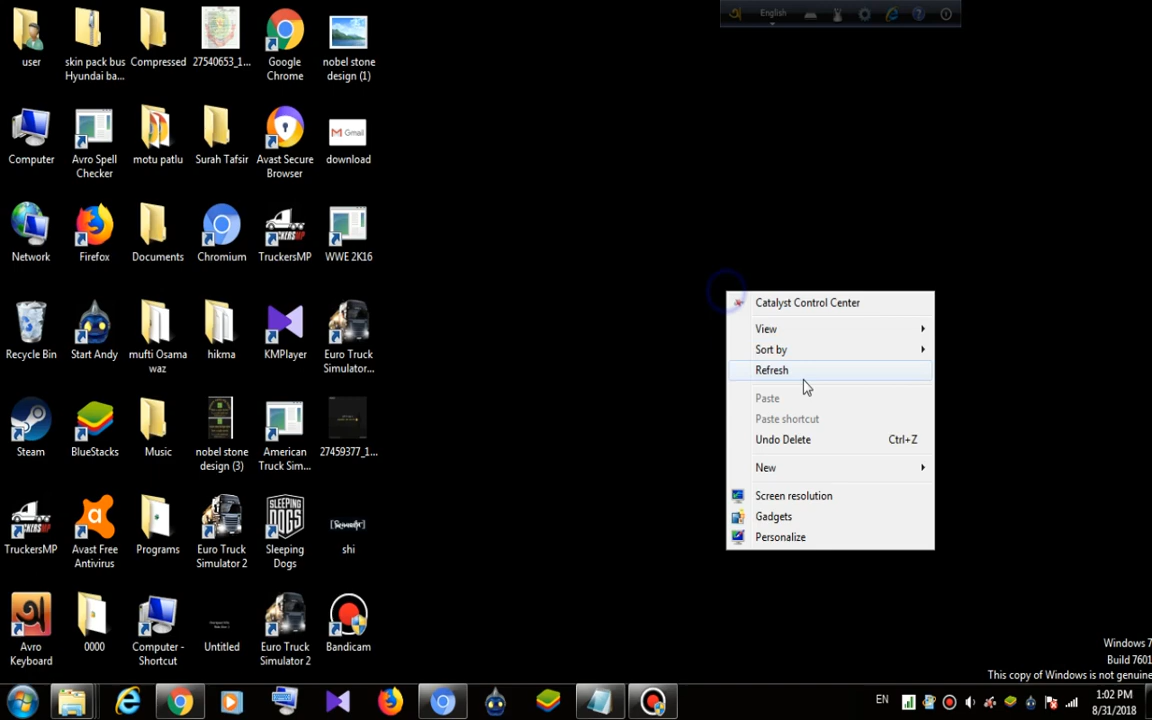 English
user
skin pack bus
Hyundai ba...
Compressed
27540653_1...
Google
Chrome
nobel stone
design (1)
Computer
Avro Spell
Checker
motu patlu
Surah Tafsir
Avast Secure
Browser
Gmail
download
Network
Firefox
Documents
Chromium
TruckersMP
WWE 2K16
Recycle Bin
Start Andy
mufti Osama
waz
hikma
KMPlayer
Euro Truck
Simulator...
Steam
BlueStacks
Music
nobel stone
design (3)
American
Truck Sim...
27459377_1...
TruckersMP
Avast Free
Antivirus
Programs
Euro Truck
Simulator 2
SLEEPING
DOGS
Sleeping
Dogs
shi
অ
Avro
Keyboard
0000
Computer -
Shortcut
Untitled
Euro Truck
Simulator 2
Bandicam
Catalyst Control Center
View
Sort by
Refresh
Paste
Paste shortcut
Undo Delete Ctrl+Z
New
Screen resolution
Gadgets
Personalize
Windows 7
Build 7601
This copy of Windows is not genuine
EN
1:02 PM
8/31/2018